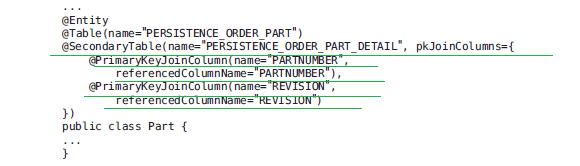 ...
@Entity
@Table(name="PERSISTENCE_ORDER_PART")
@SecondaryTable(name="PERSISTENCE_ORDER_PART_DETAIL", pkJoinColumns={
@PrimaryKeyJoinColumn(name="PARTNUMBER",
referencedColumnName="PARTNUMBER"),
@PrimaryKeyJoinColumn(name="REVISION",
referencedColumnName="REVISION")
})
public class Part {
...
}